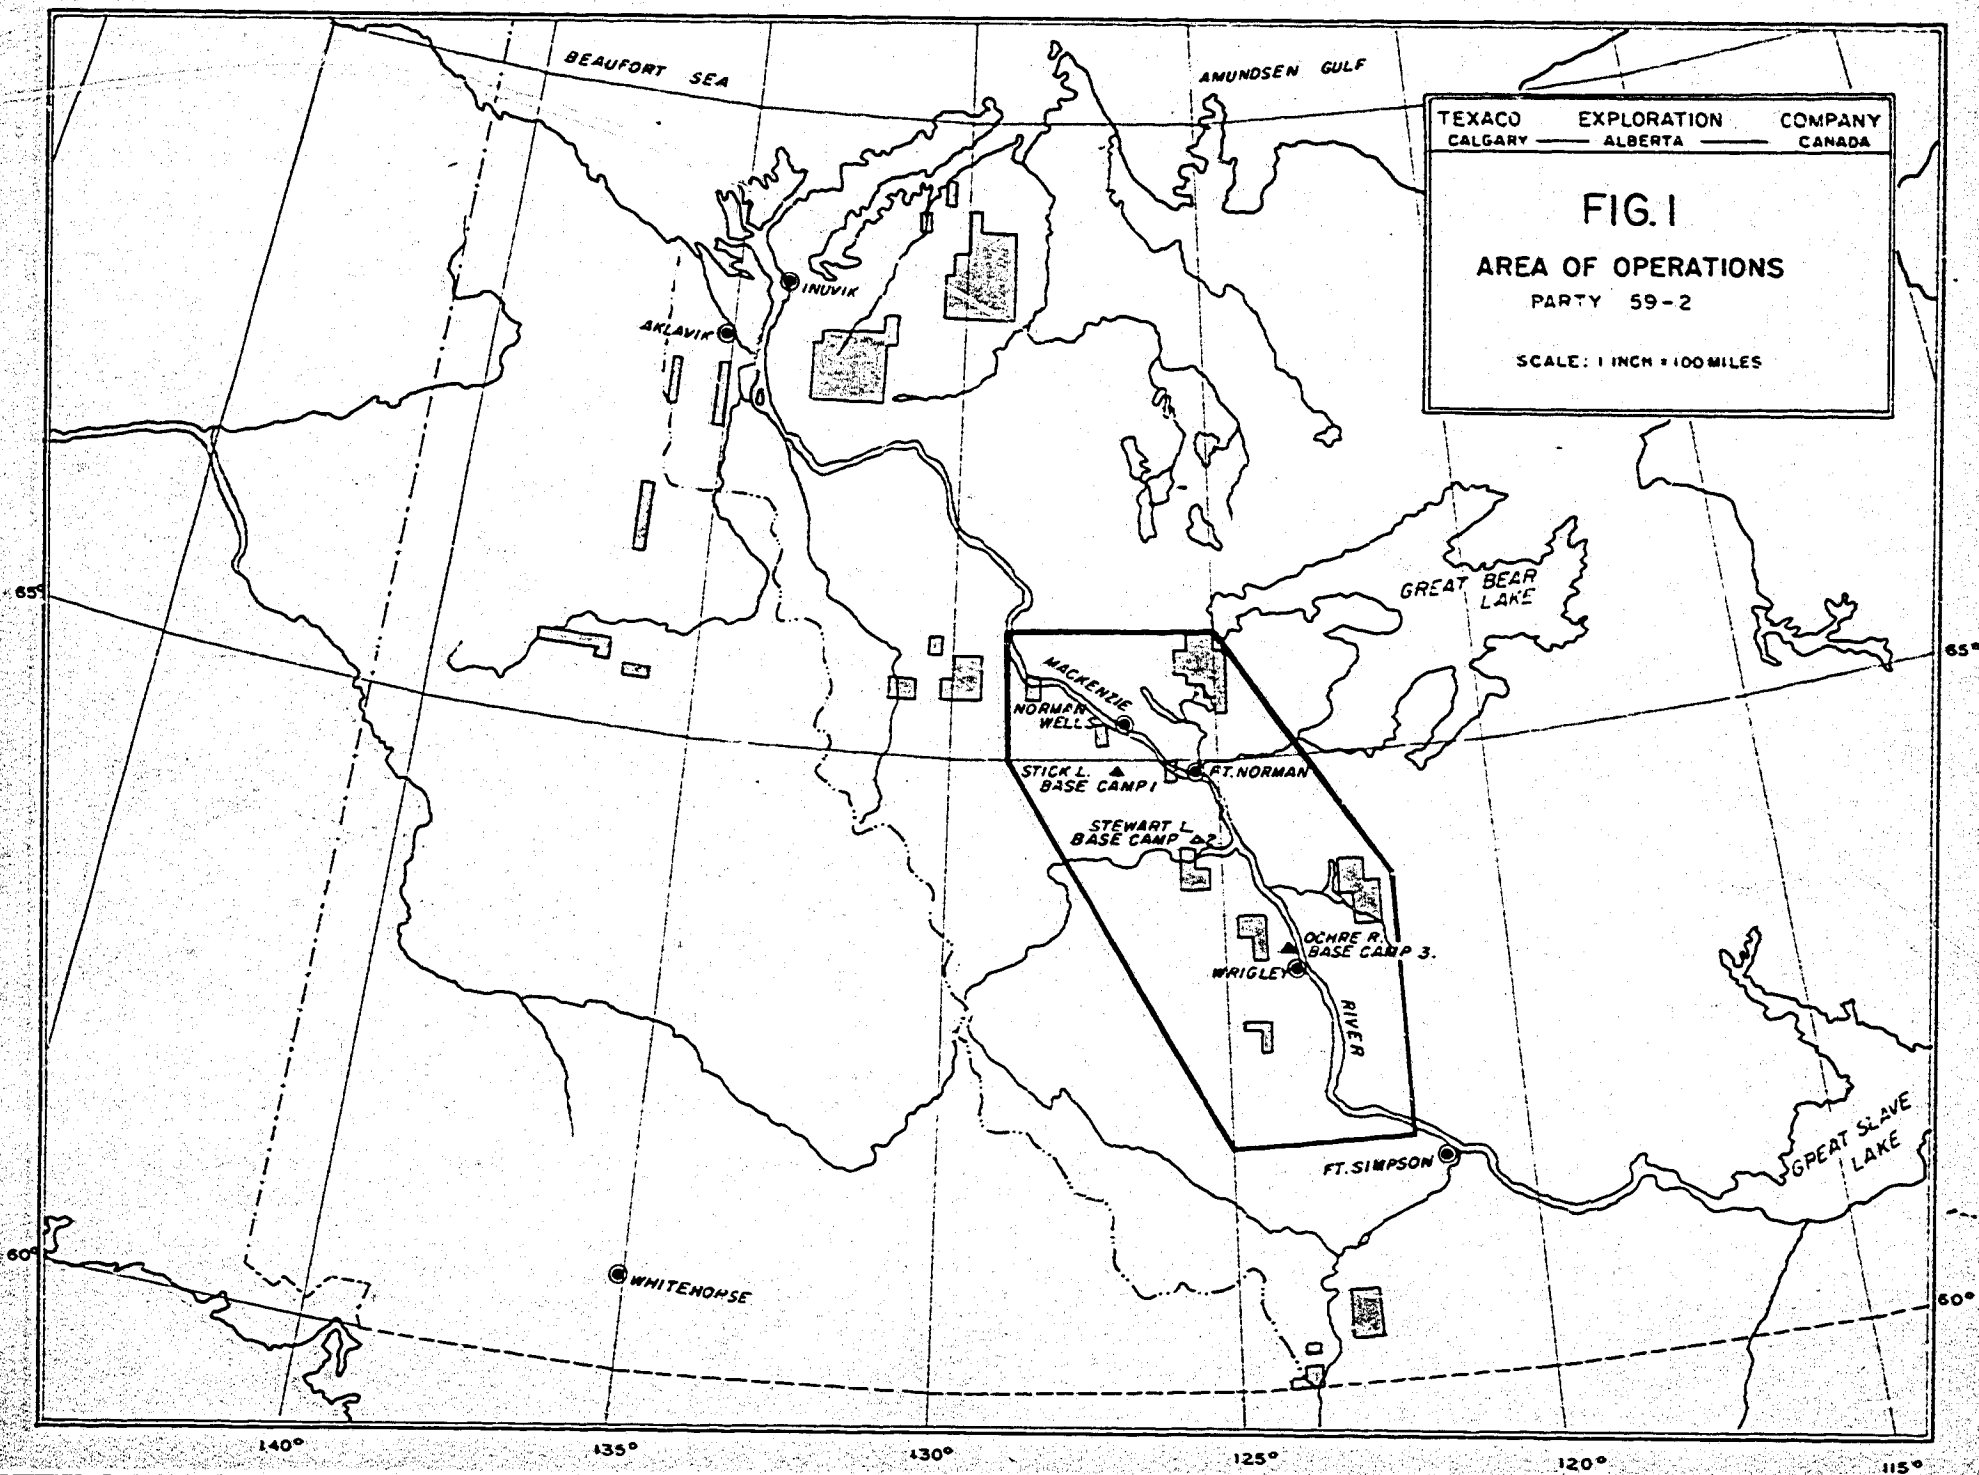 BEAUFORT SEA
AMUNDSEN GULF
TEXACO EXPLORATION COMPANY
CALGARY ALBERTA CANADA
FIG. 1
AREA OF OPERATIONS
PARTY 59-2
SCALE: 1 INCH = 100 MILES
INUVIK
AKLAVIK
GREAT BEAR
LAKE
65°
65°
MACKENZIE
NORMAN
WELLS
STICK L.
BASE CAMP 1
FT. NORMAN
STEWART L.
BASE CAMP 2.
OCHRE R.
BASE CAMP 3.
WRIGLEY
RIVER
GREAT SLAVE
LAKE
FT. SIMPSON
60°
WHITEHORSE
60°
140°
135°
130°
125°
120°
115°